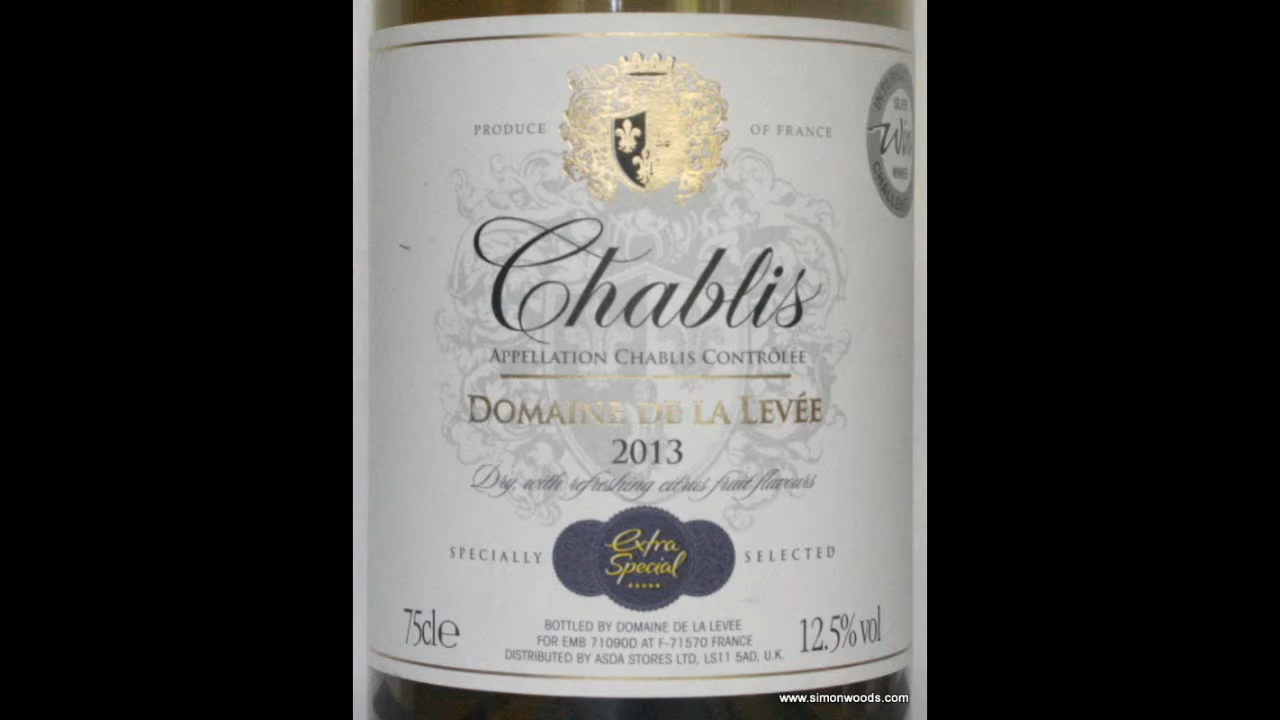 PRODUCE OF FRANCE
Chablis
APPELLATION CHABLIS CONTRÔLÉE
DOMAINE DE LA LEVÉE
2013
Dry, with refreshing citrus fruit flavours
SPECIALLY SELECTED
Extra
Special
75cl e
12.5% vol
BOTTLED BY DOMAINE DE LA LEVEE
FOR EMB 71090D AT F-71570 FRANCE
DISTRIBUTED BY ASDA STORES LTD, LS11 5AD, U.K.
www.simonwoods.com